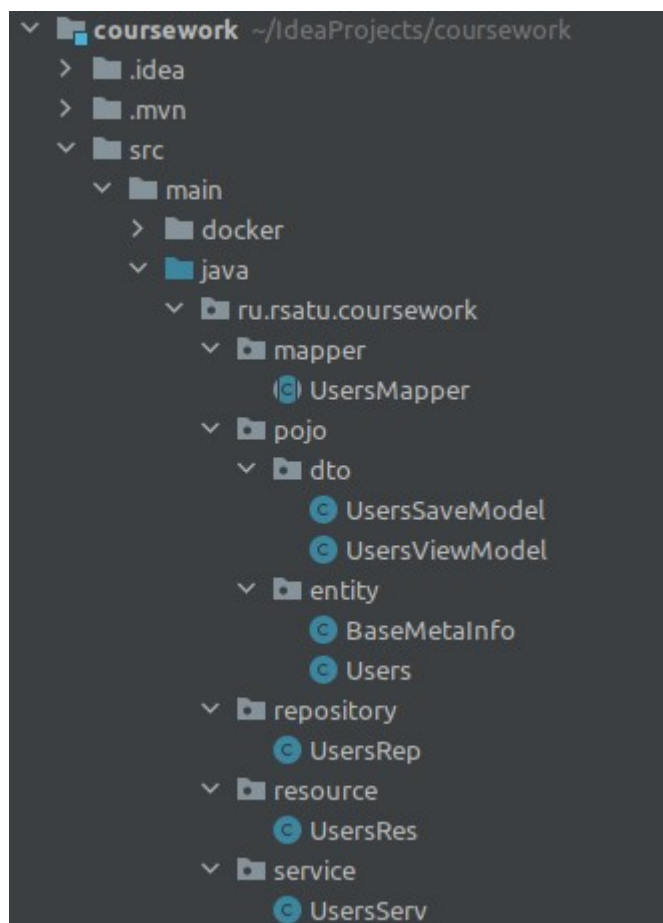 coursework ~/IdeaProjects/coursework
.idea
.mvn
src
main
docker
java
ru.rsatu.coursework
mapper
UsersMapper
pojo
dto
UsersSaveModel
UsersViewModel
entity
BaseMetaInfo
Users
repository
UsersRep
resource
UsersRes
service
UsersServ